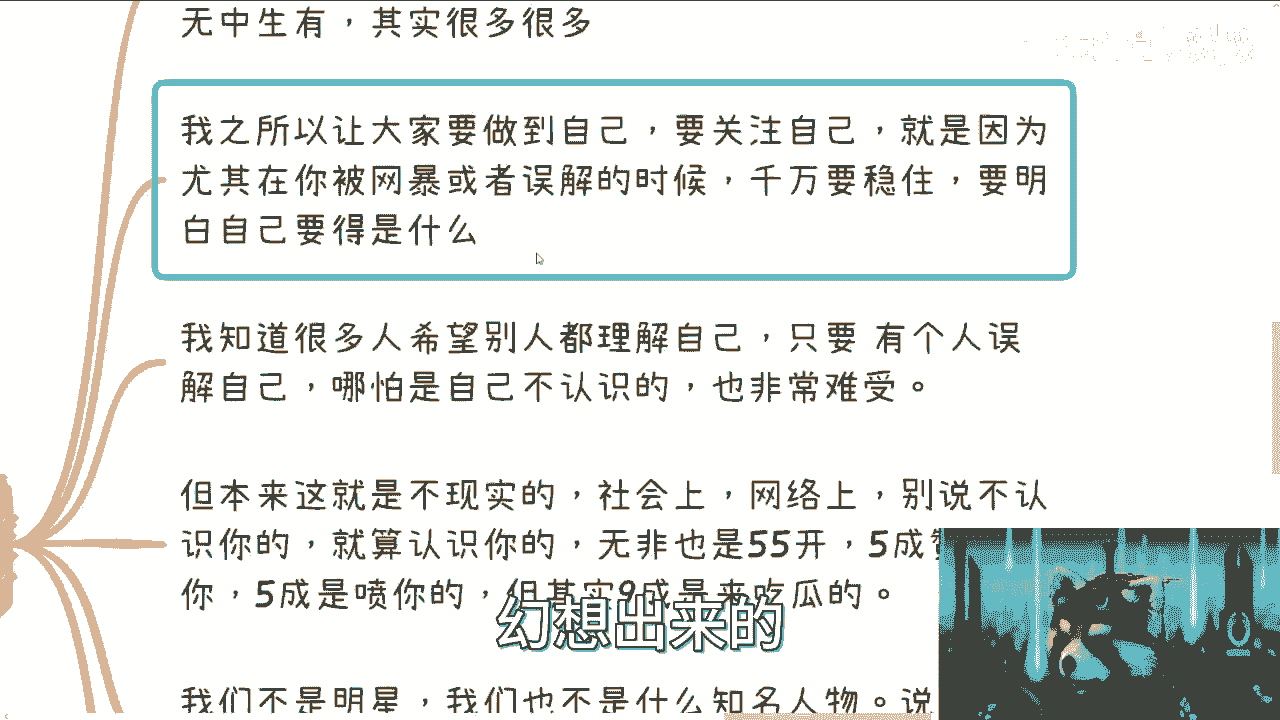 无中生有，其实很多很多
我之所以让大家要做到自己，要关注自己，就是因为
尤其在你被网暴或者误解的时候，千万要稳住，要明
白自己要得是什么
我知道很多人希望别人都理解自己，只要 有个人误
解自己，哪怕是自己不认识的，也非常难受。
但本来这就是不现实的，社会上，网络上，别说不认
识你的，就算认识你的，无非也是55开，5成
你，5成是喷你的，但其实9成是来吃瓜的。
幻想出来的
我们不是明星，我们也不是什么知名人物。说